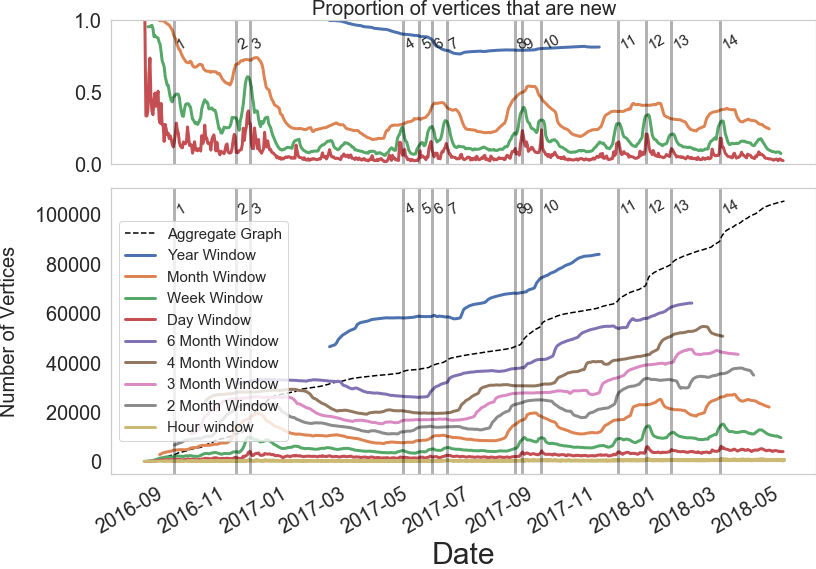 Proportion of vertices that are new
1.0
0.5
0.0
1 2 3 4 5 6 7 8 9 10 11 12 13 14
100000
80000
60000
40000
20000
0
Number of Vertices
1 2 3 4 5 6 7 8 9 10 11 12 13 14
Aggregate Graph
Year Window
Month Window
Week Window
Day Window
6 Month Window
4 Month Window
3 Month Window
2 Month Window
Hour window
2016-09 2016-11 2017-01 2017-03 2017-05 2017-07 2017-09 2017-11 2018-01 2018-03 2018-05
Date